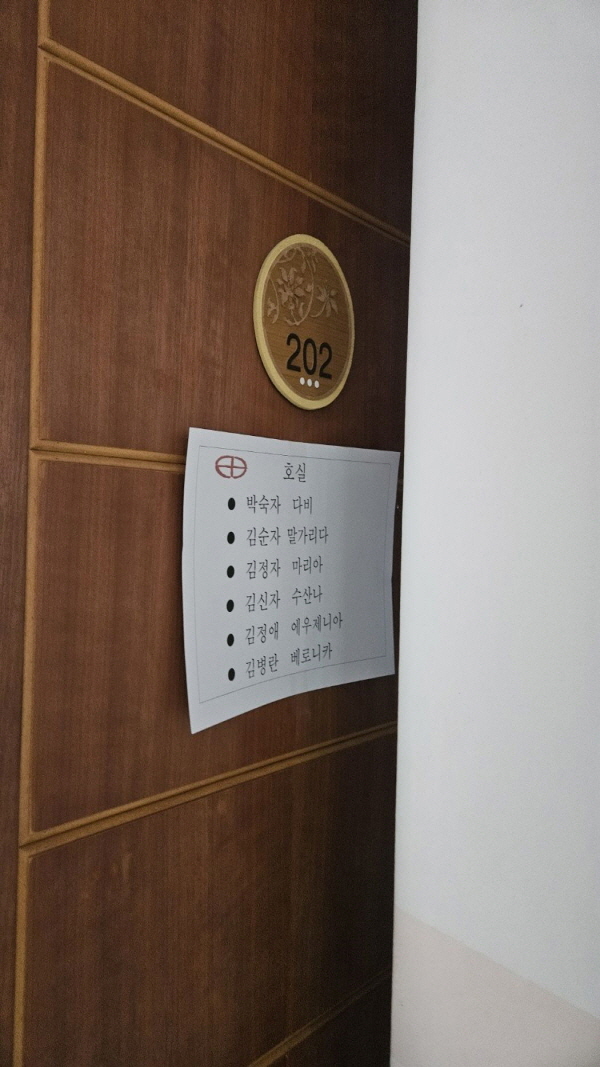 202
호실
● 박숙자 다비
● 김순자 말가리다
● 김정자 마리아
● 김신자 수산나
● 김정애 에우제니아
● 김병란 베로니카